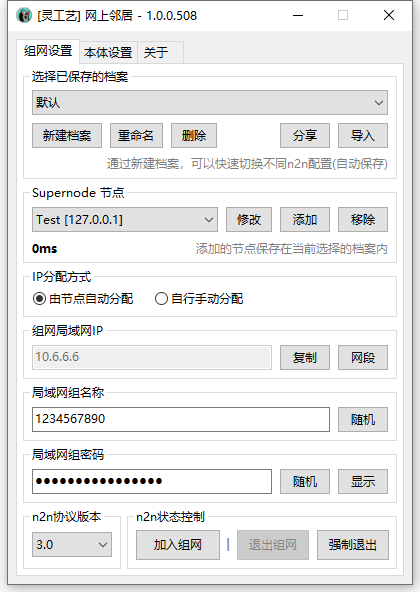 [灵工艺] 网上邻居 - 1.0.0.508
组网设置 本体设置 关于
选择已保存的档案
默认
新建档案 重命名 删除 分享 导入
通过新建档案，可以快速切换不同n2n配置(自动保存)
Supernode 节点
Test [127.0.0.1] 修改 添加 移除
0ms 添加的节点保存在当前选择的档案内
IP分配方式
由节点自动分配 自行手动分配
组网局域网IP
10.6.6.6 复制 网段
局域网组名称
1234567890 随机
局域网组密码
●●●●●●●●●●●●●●●● 随机 显示
n2n协议版本 n2n状态控制
3.0 加入组网 | 退出组网 强制退出